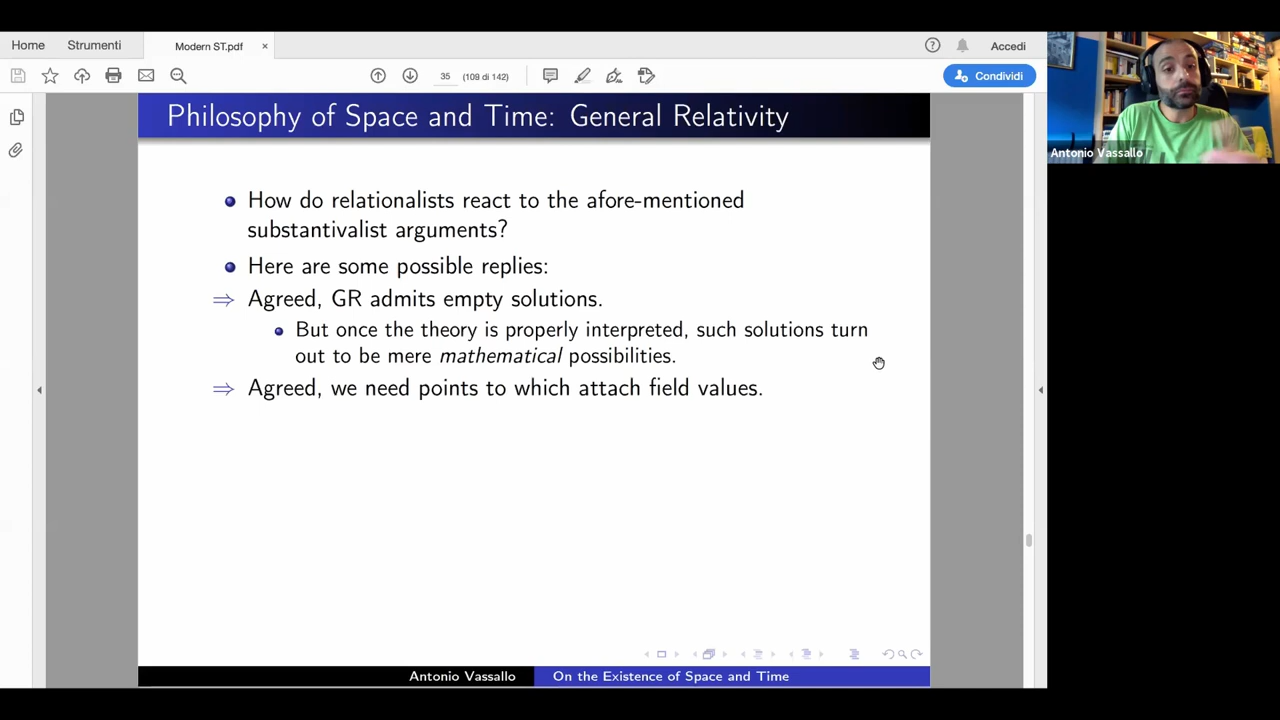 Home Strumenti Modern ST.pdf × Accedi
35 (109 di 142) Condividi
Philosophy of Space and Time: General Relativity
Antonio Vassallo
How do relationalists react to the afore-mentioned
substantivalist arguments?
Here are some possible replies:
⇒ Agreed, GR admits empty solutions.
But once the theory is properly interpreted, such solutions turn
out to be mere mathematical possibilities.
⇒ Agreed, we need points to which attach field values.
Antonio Vassallo On the Existence of Space and Time